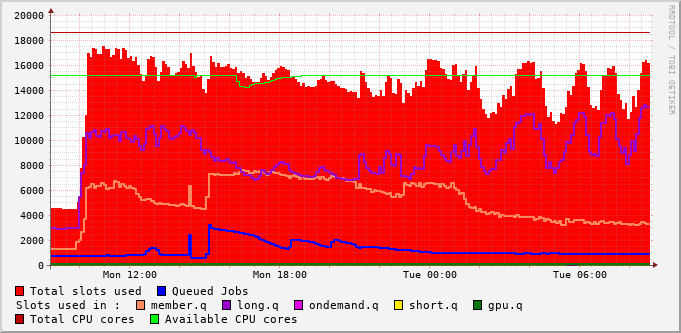 20000
18000
16000
14000
12000
10000
8000
6000
4000
2000
0
Mon 12:00 Mon 18:00 Tue 00:00 Tue 06:00
RRDTOOL / TOBI OETIKER
Total slots used Queued Jobs
Slots used in : member.q long.q ondemand.q short.q gpu.q
Total CPU cores Available CPU cores